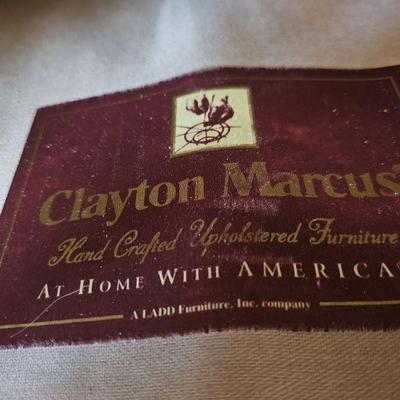 Clayton Marcus®
Hand Crafted Upholstered Furniture
AT HOME WITH AMERICA®
A LADD Furniture, Inc. company